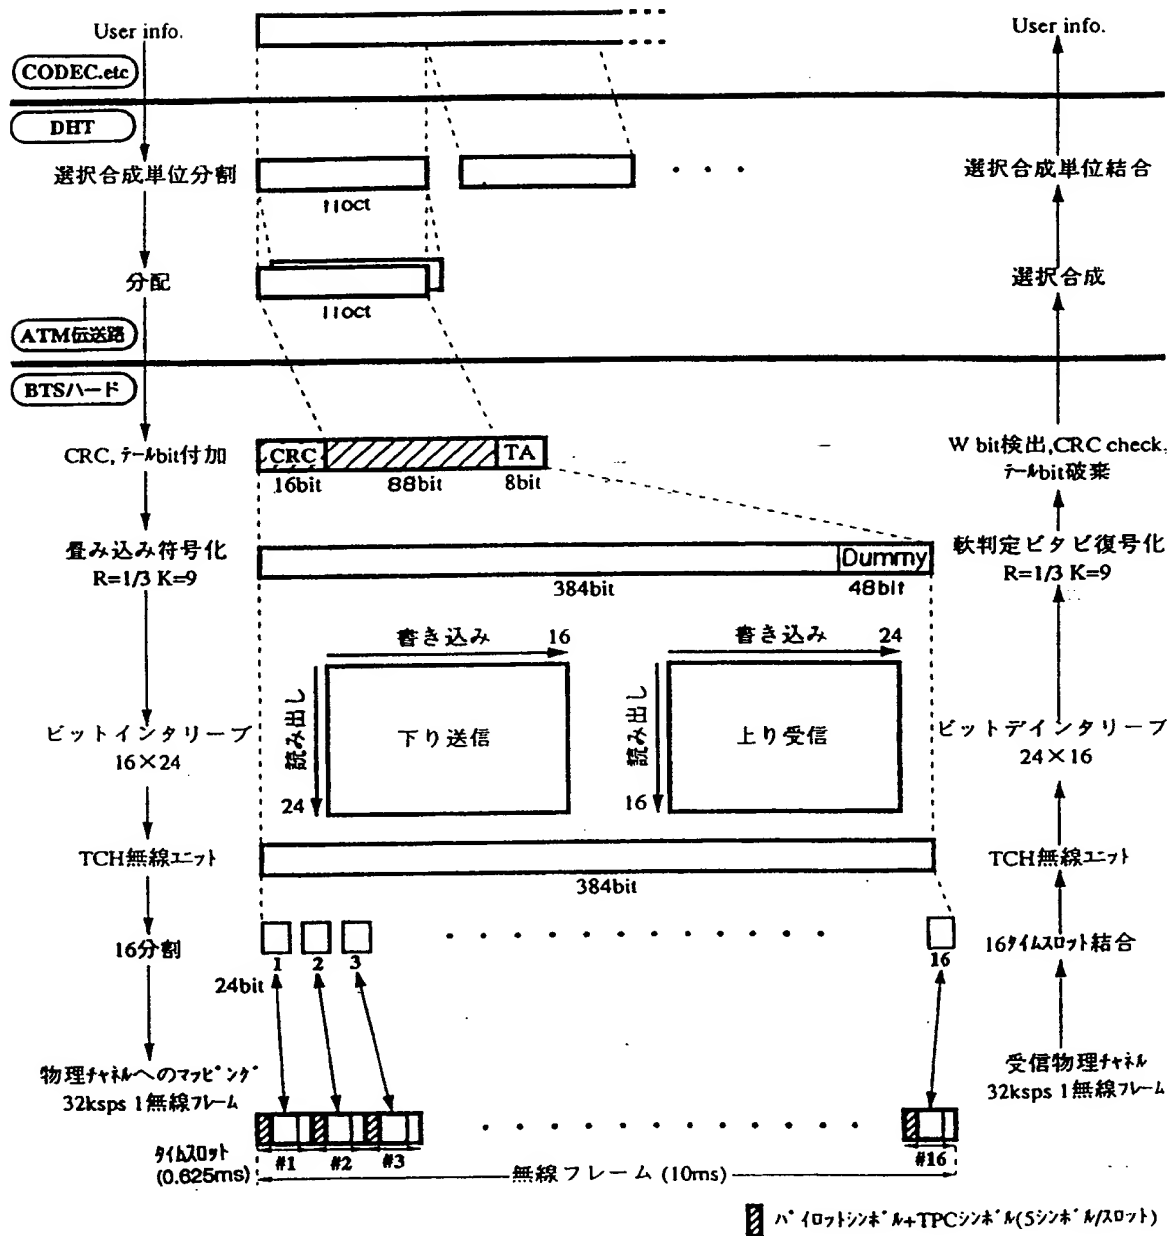 User info.
User info.
CODEC.etc
DHT
選択合成単位分割
選択合成単位結合
11oct
分配
選択合成
11oct
ATM伝送路
BTSハード
CRC, テールbit付加
CRC
TA
W bit検出,CRC check,
テールbit破棄
16bit
88bit
8bit
畳み込み符号化
R=1/3 K=9
Dummy
軟判定ビタビ復号化
R=1/3 K=9
384bit
48bit
書き込み
16
書き込み
24
読み出し
下り送信
読み出し
上り受信
ビットインタリーブ
16×24
ビットデインタリーブ
24×16
24
16
TCH無線ユニット
TCH無線ユニット
384bit
16分割
16タイムスロット結合
1
2
3
16
24bit
物理チャネルへのマッピング
32ksps 1無線フレーム
受信物理チャネル
32ksps 1無線フレーム
タイムスロット
(0.625ms)
#1
#2
#3
#16
無線フレーム (10ms)
パイロットシンボル+TPCシンボル(5シンボル/スロット)